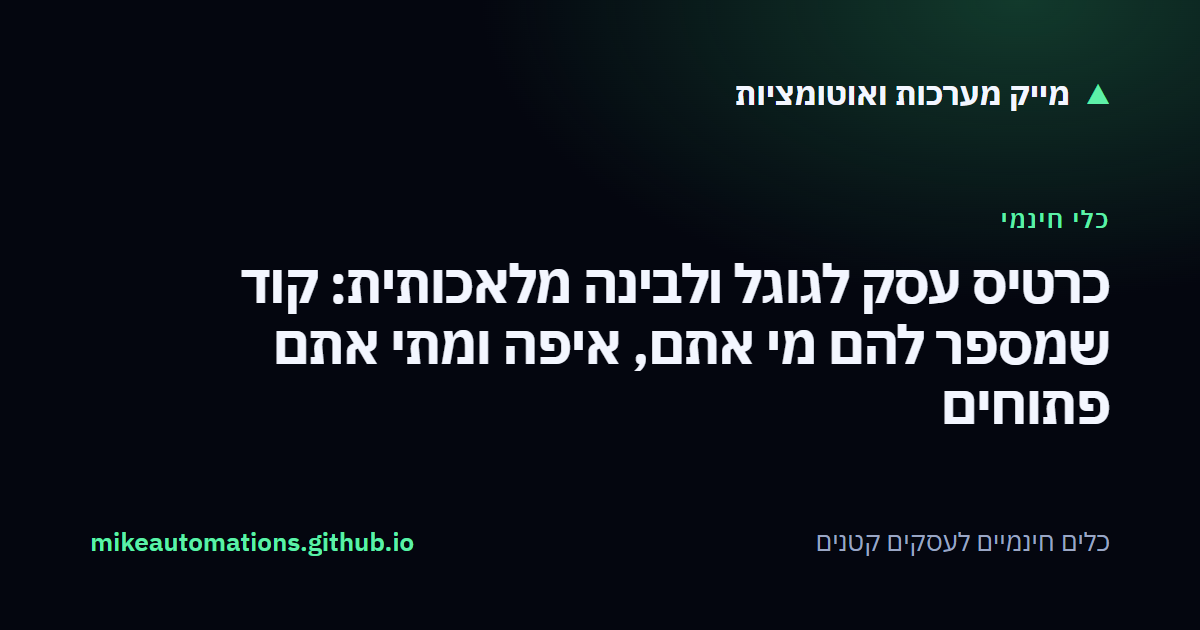 מייק מערכות ואוטומציות
כלי חינמי
כרטיס עסק לגוגל ולבינה מלאכותית: קוד
שמספר להם מי אתם, איפה ומתי אתם
פתוחים
כלים חינמיים לעסקים קטנים
mikeautomations.github.io